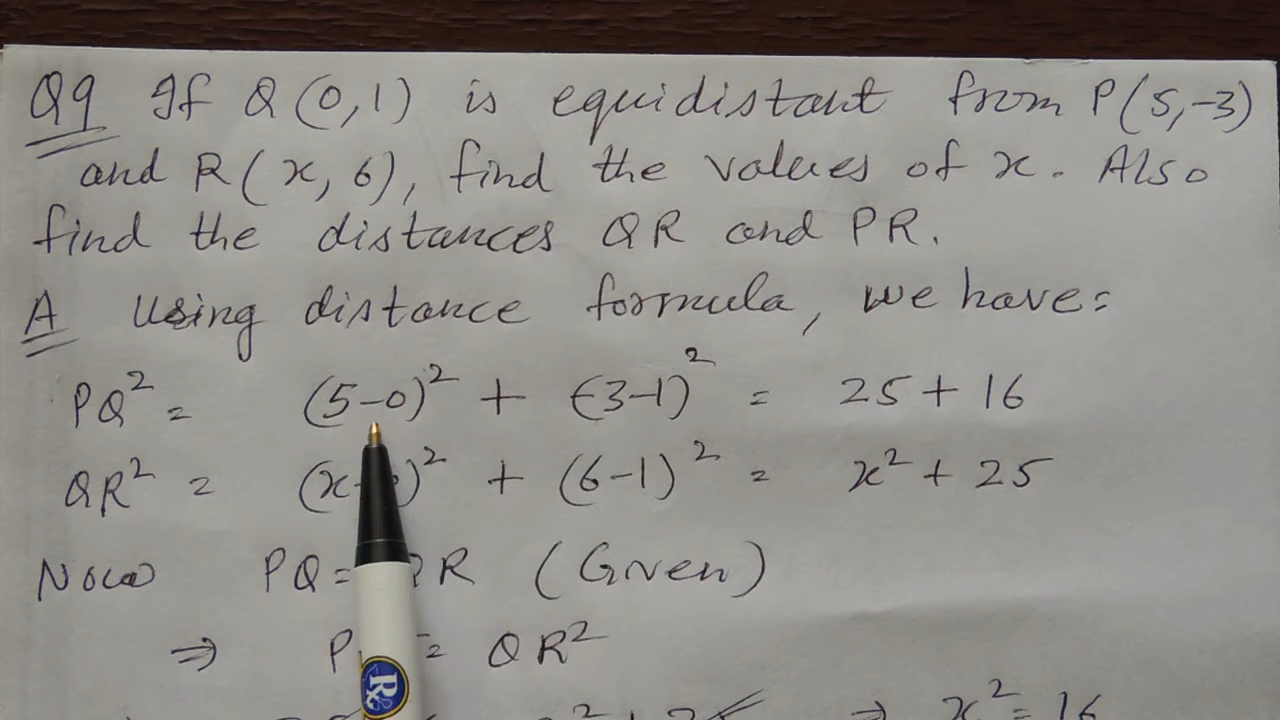 Q9 If Q(0,1) is equidistant from P(5,-3)
and R(x,6), find the values of x. Also
find the distances QR and PR.
A Using distance formula, we have:
PQ² = (5-0)² + (-3-1)² = 25+16
QR² = (x- )² + (6-1)² = x²+25
Now PQ= R (Given)
⇒ P = QR²
⇒ x²=16
Rx